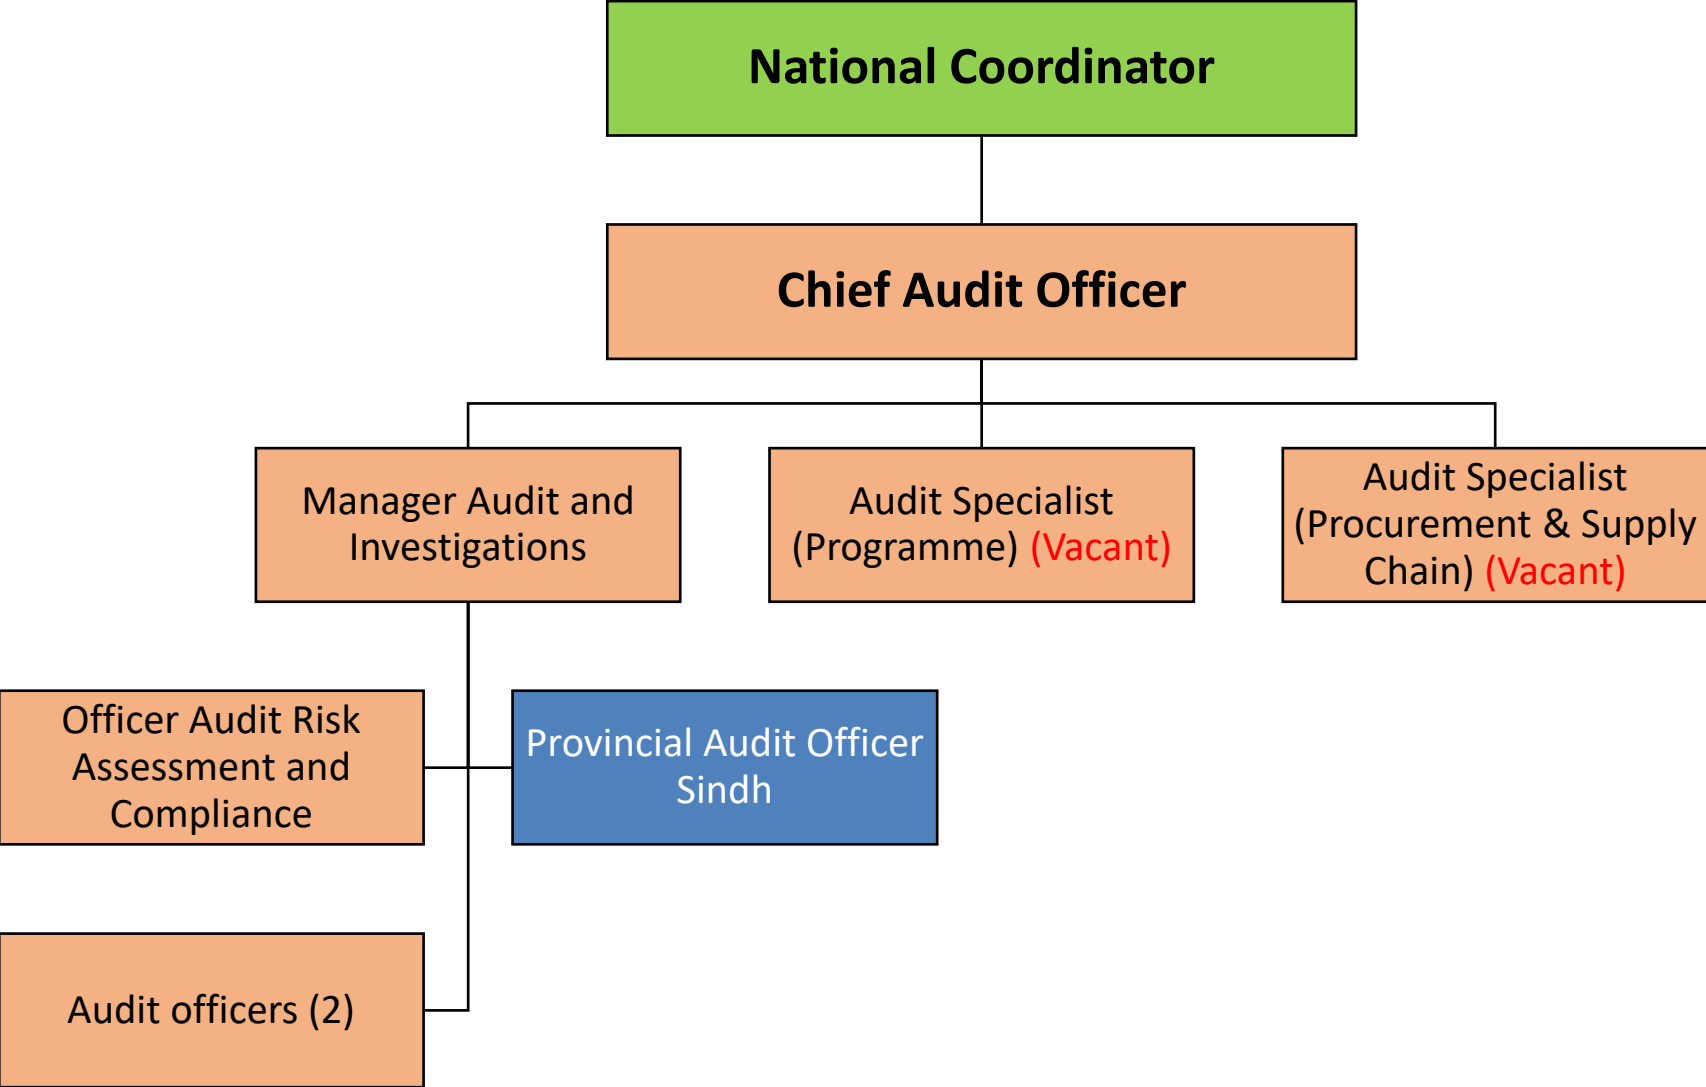 National Coordinator
Chief Audit Officer
Manager Audit and
Investigations
Audit Specialist
(Programme) (Vacant)
Audit Specialist
(Procurement & Supply
Chain) (Vacant)
Officer Audit Risk
Assessment and
Compliance
Provincial Audit Officer
Sindh
Audit officers (2)